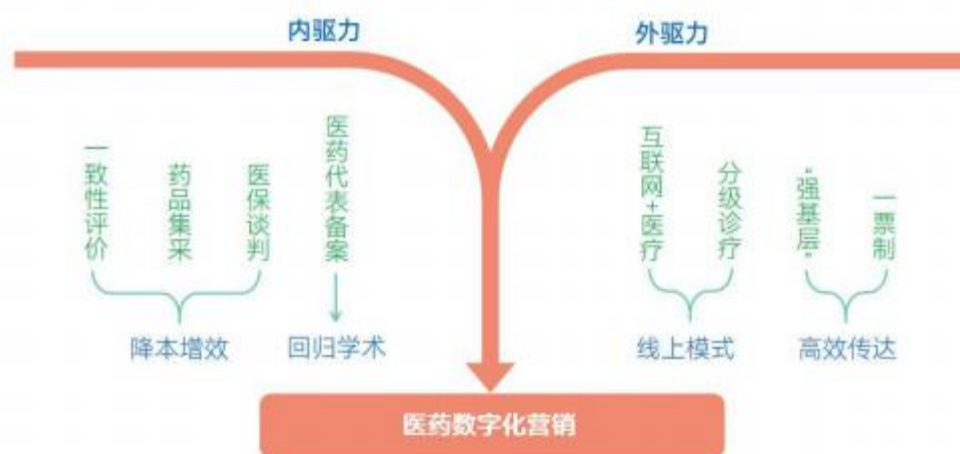 内驱力
外驱力
一致性评价
药品集采
医保谈判
医药代表备案
互联网+医疗
分级诊疗
“强基层”
一票制
降本增效
回归学术
线上模式
高效传达
医药数字化营销